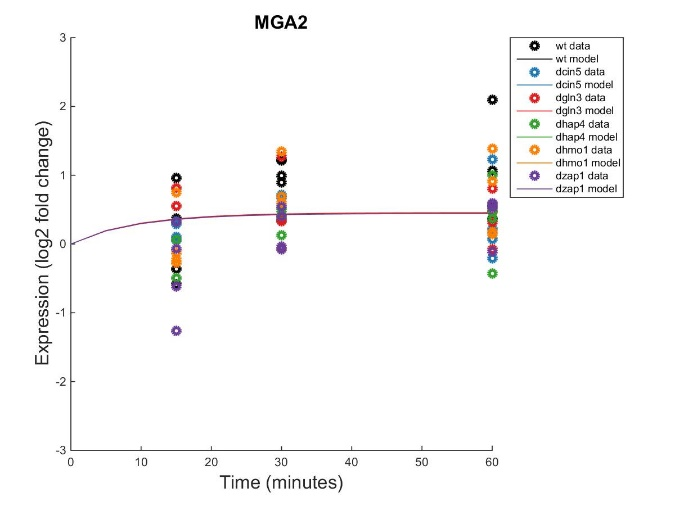 MGA2
3
2
1
0
-1
-2
-3
Expression (log2 fold change)
0 10 20 30 40 50 60
Time (minutes)
wt data
wt model
dcin5 data
dcin5 model
dgln3 data
dgln3 model
dhap4 data
dhap4 model
dhmo1 data
dhmo1 model
dzap1 data
dzap1 model